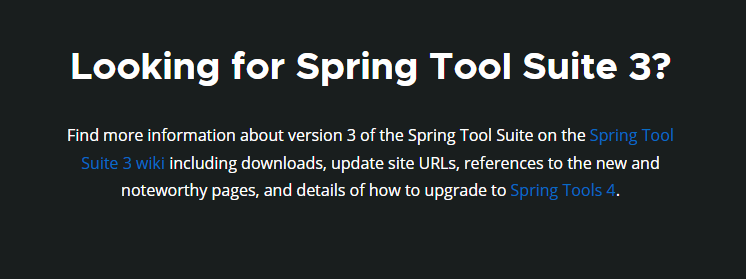 Looking for Spring Tool Suite 3?
Find more information about version 3 of the Spring Tool Suite on the Spring Tool
Suite 3 wiki including downloads, update site URLs, references to the new and
noteworthy pages, and details of how to upgrade to Spring Tools 4.